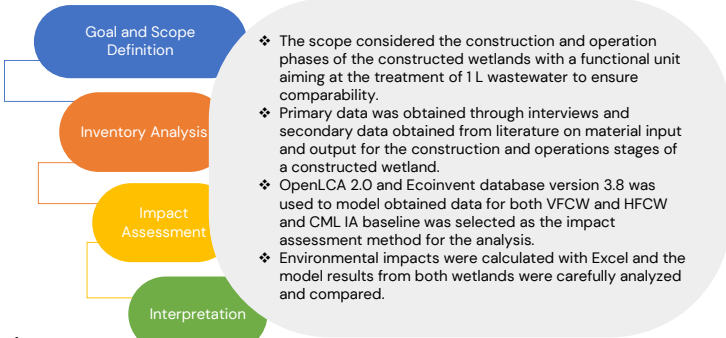 Goal and Scope
Definition
Inventory Analysis
Impact
Assessment
Interpretation
❖ The scope considered the construction and operation
phases of the constructed wetlands with a functional unit
aiming at the treatment of 1 L wastewater to ensure
comparability.
❖ Primary data was obtained through interviews and
secondary data obtained from literature on material input
and output for the construction and operations stages of
a constructed wetland.
❖ OpenLCA 2.0 and Ecoinvent database version 3.8 was
used to model obtained data for both VFCW and HFCW
and CML IA baseline was selected as the impact
assessment method for the analysis.
❖ Environmental impacts were calculated with Excel and the
model results from both wetlands were carefully analyzed
and compared.